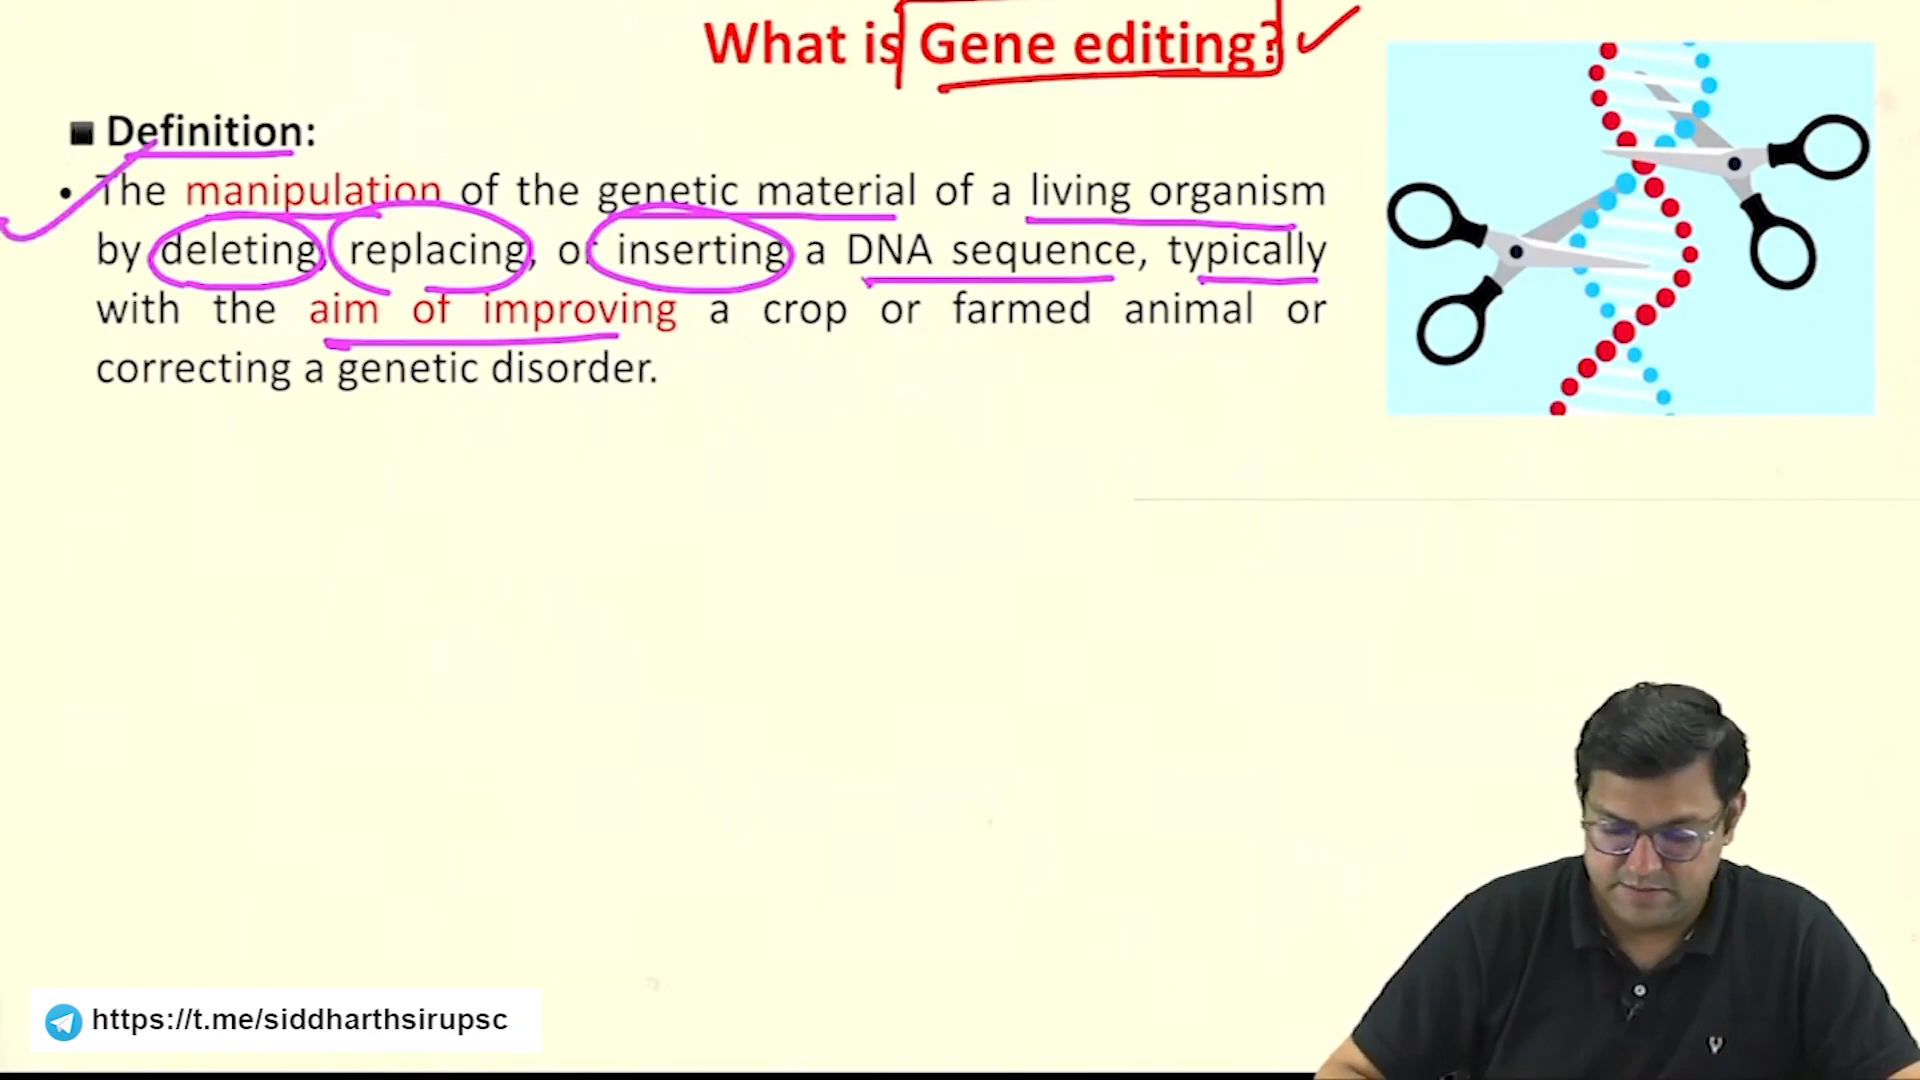 What is Gene editing?
Definition:
• The manipulation of the genetic material of a living organism
by deleting, replacing, or inserting a DNA sequence, typically
with the aim of improving a crop or farmed animal or
correcting a genetic disorder.
https://t.me/siddharthsirupsc